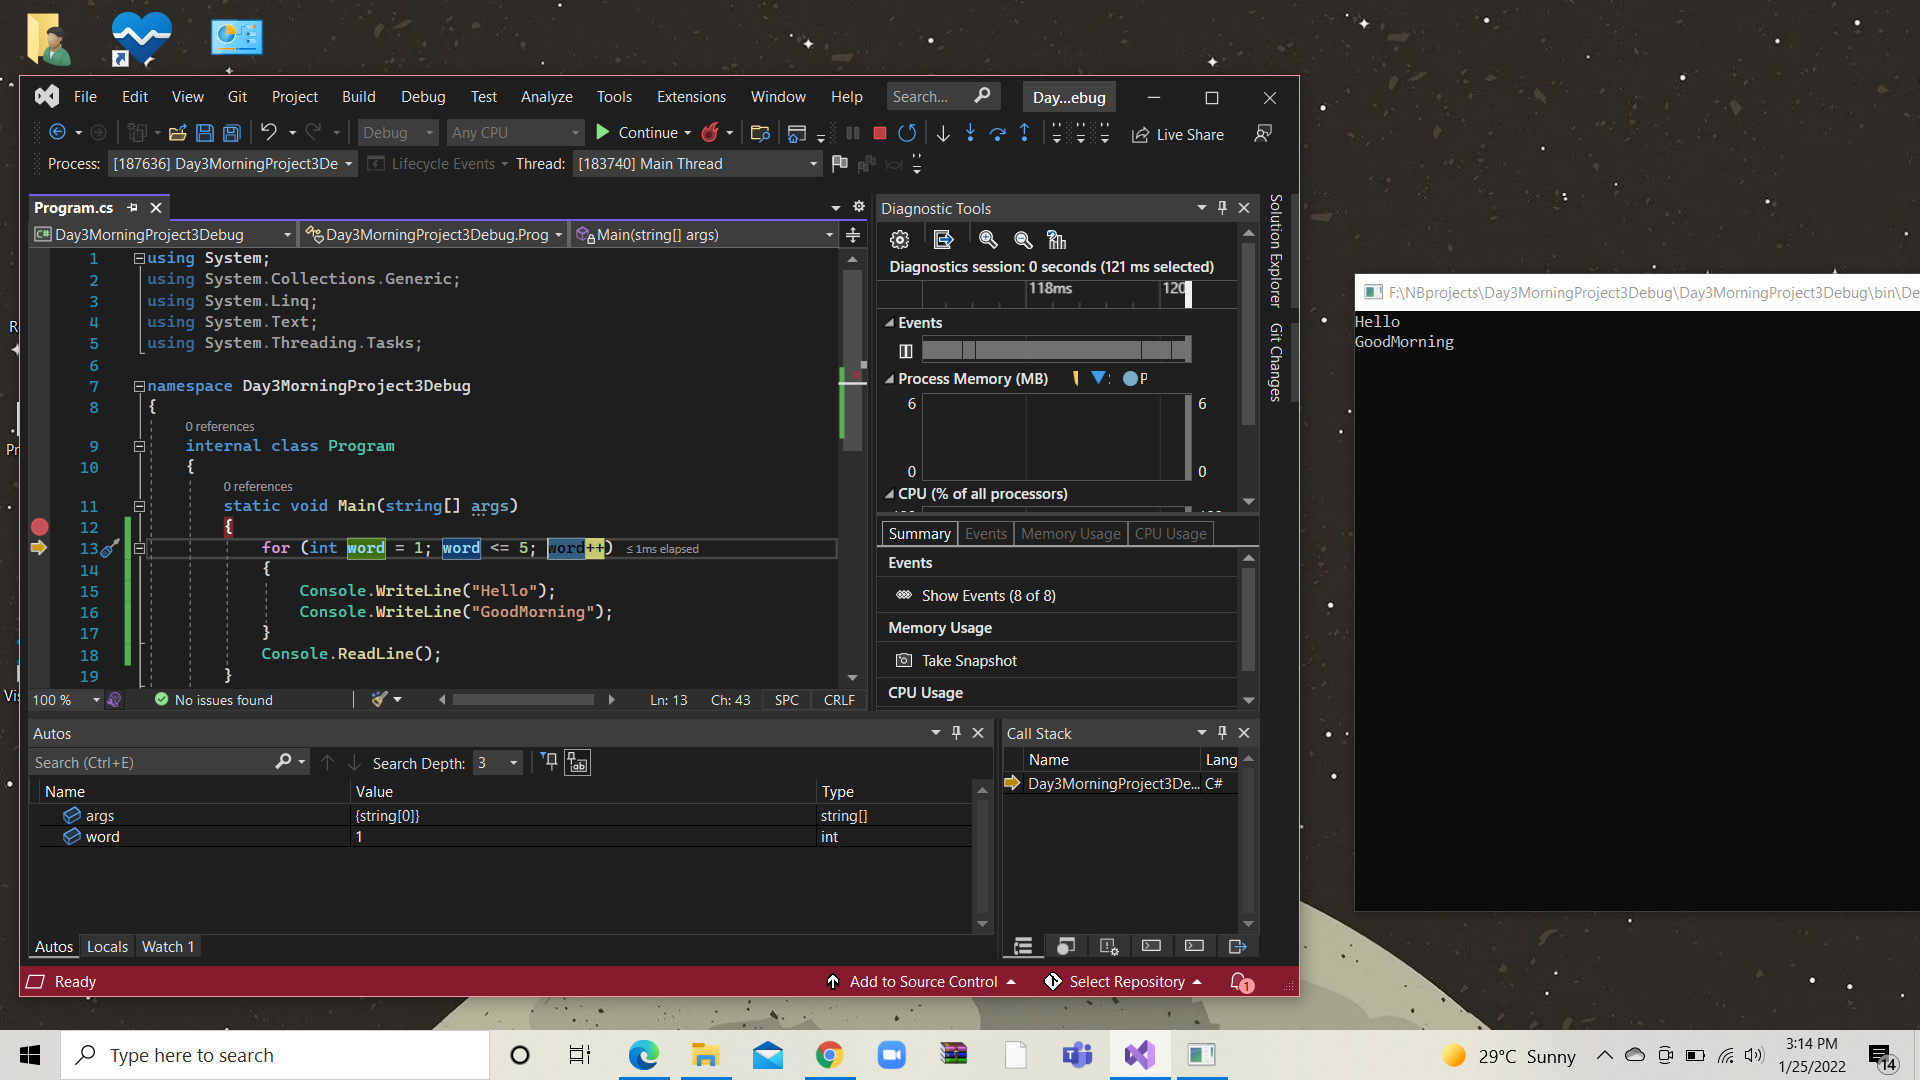 File Edit View Git Project Build Debug Test Analyze Tools Extensions Window Help Search... Day...ebug
Debug Any CPU Continue Live Share
Process: [187636] Day3MorningProject3De Lifecycle Events Thread: [183740] Main Thread
Program.cs
Day3MorningProject3Debug Day3MorningProject3Debug.Prog Main(string[] args)
1 using System;
2 using System.Collections.Generic;
3 using System.Linq;
4 using System.Text;
5 using System.Threading.Tasks;
6
7 namespace Day3MorningProject3Debug
8 {
0 references
9 internal class Program
10 {
0 references
11 static void Main(string[] args)
12 {
13 for (int word = 1; word <= 5; word++) ≤ 1ms elapsed
14 {
15 Console.WriteLine("Hello");
16 Console.WriteLine("GoodMorning");
17 }
18 Console.ReadLine();
19 }
100 % No issues found Ln: 13 Ch: 43 SPC CRLF
Diagnostic Tools
Diagnostics session: 0 seconds (121 ms selected)
118ms 120
Events
Process Memory (MB) P
6 6
0 0
CPU (% of all processors)
Summary Events Memory Usage CPU Usage
Events
Show Events (8 of 8)
Memory Usage
Take Snapshot
CPU Usage
Solution Explorer
Git Changes
Autos
Search (Ctrl+E) Search Depth: 3
Name Value Type
args {string[0]} string[]
word 1 int
Autos Locals Watch 1
Call Stack
Name Lang
Day3MorningProject3De... C#
Ready Add to Source Control Select Repository 1
F:\NBprojects\Day3MorningProject3Debug\Day3MorningProject3Debug\bin\De
Hello
GoodMorning
Type here to search
29°C Sunny
3:14 PM
1/25/2022
14